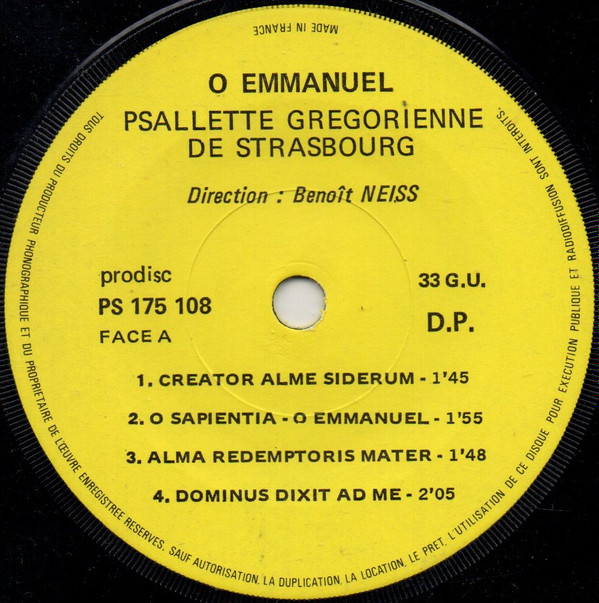 MADE IN FRANCE
O EMMANUEL
PSALLETTE GREGORIENNE
DE STRASBOURG
Direction : Benoît NEISS
prodisc
PS 175 108
FACE A
33 G.U.
D.P.
1. CREATOR ALME SIDERUM - 1'45
2. O SAPIENTIA - O EMMANUEL - 1'55
3. ALMA REDEMPTORIS MATER - 1'48
4. DOMINUS DIXIT AD ME - 2'05
TOUS DROITS DU PRODUCTEUR PHONOGRAPHIQUE ET DU PROPRIETAIRE DE L'ŒUVRE ENREGISTREE RESERVES. SAUF AUTORISATION, LA DUPLICATION, LA LOCATION, LE PRET, L'UTILISATION DE CE DISQUE POUR EXECUTION PUBLIQUE ET RADIODIFFUSION SONT INTERDITS.